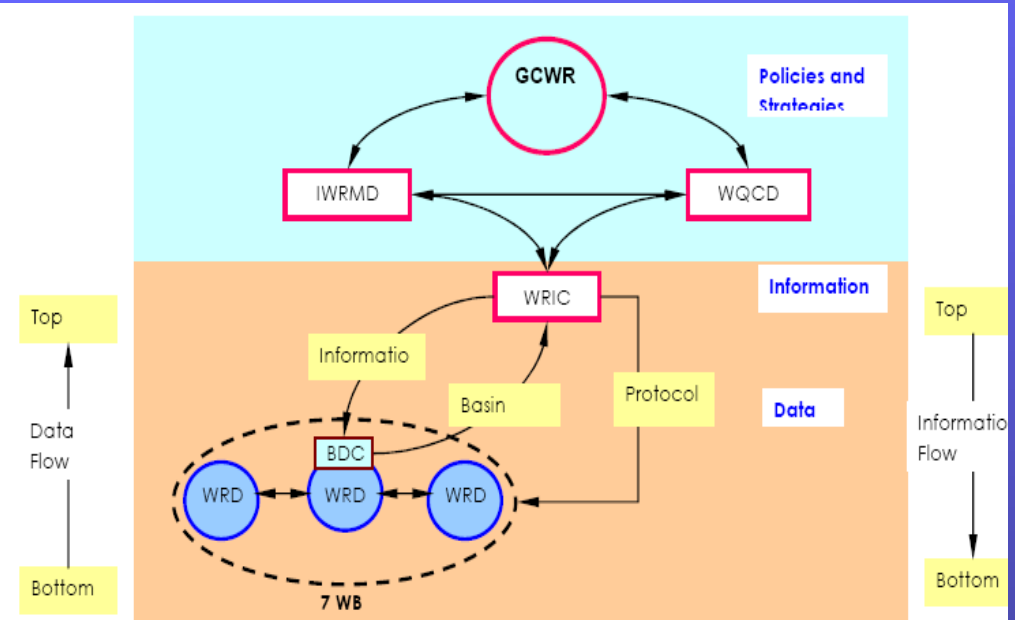 GCWR
Policies and
Strategies
IWRMD
WQCD
WRIC
Information
Top
Top
Informatio
Protocol
Basin
Data
Data
Flow
Informatio
Flow
BDC
WRD
WRD
WRD
Bottom
Bottom
7 WB